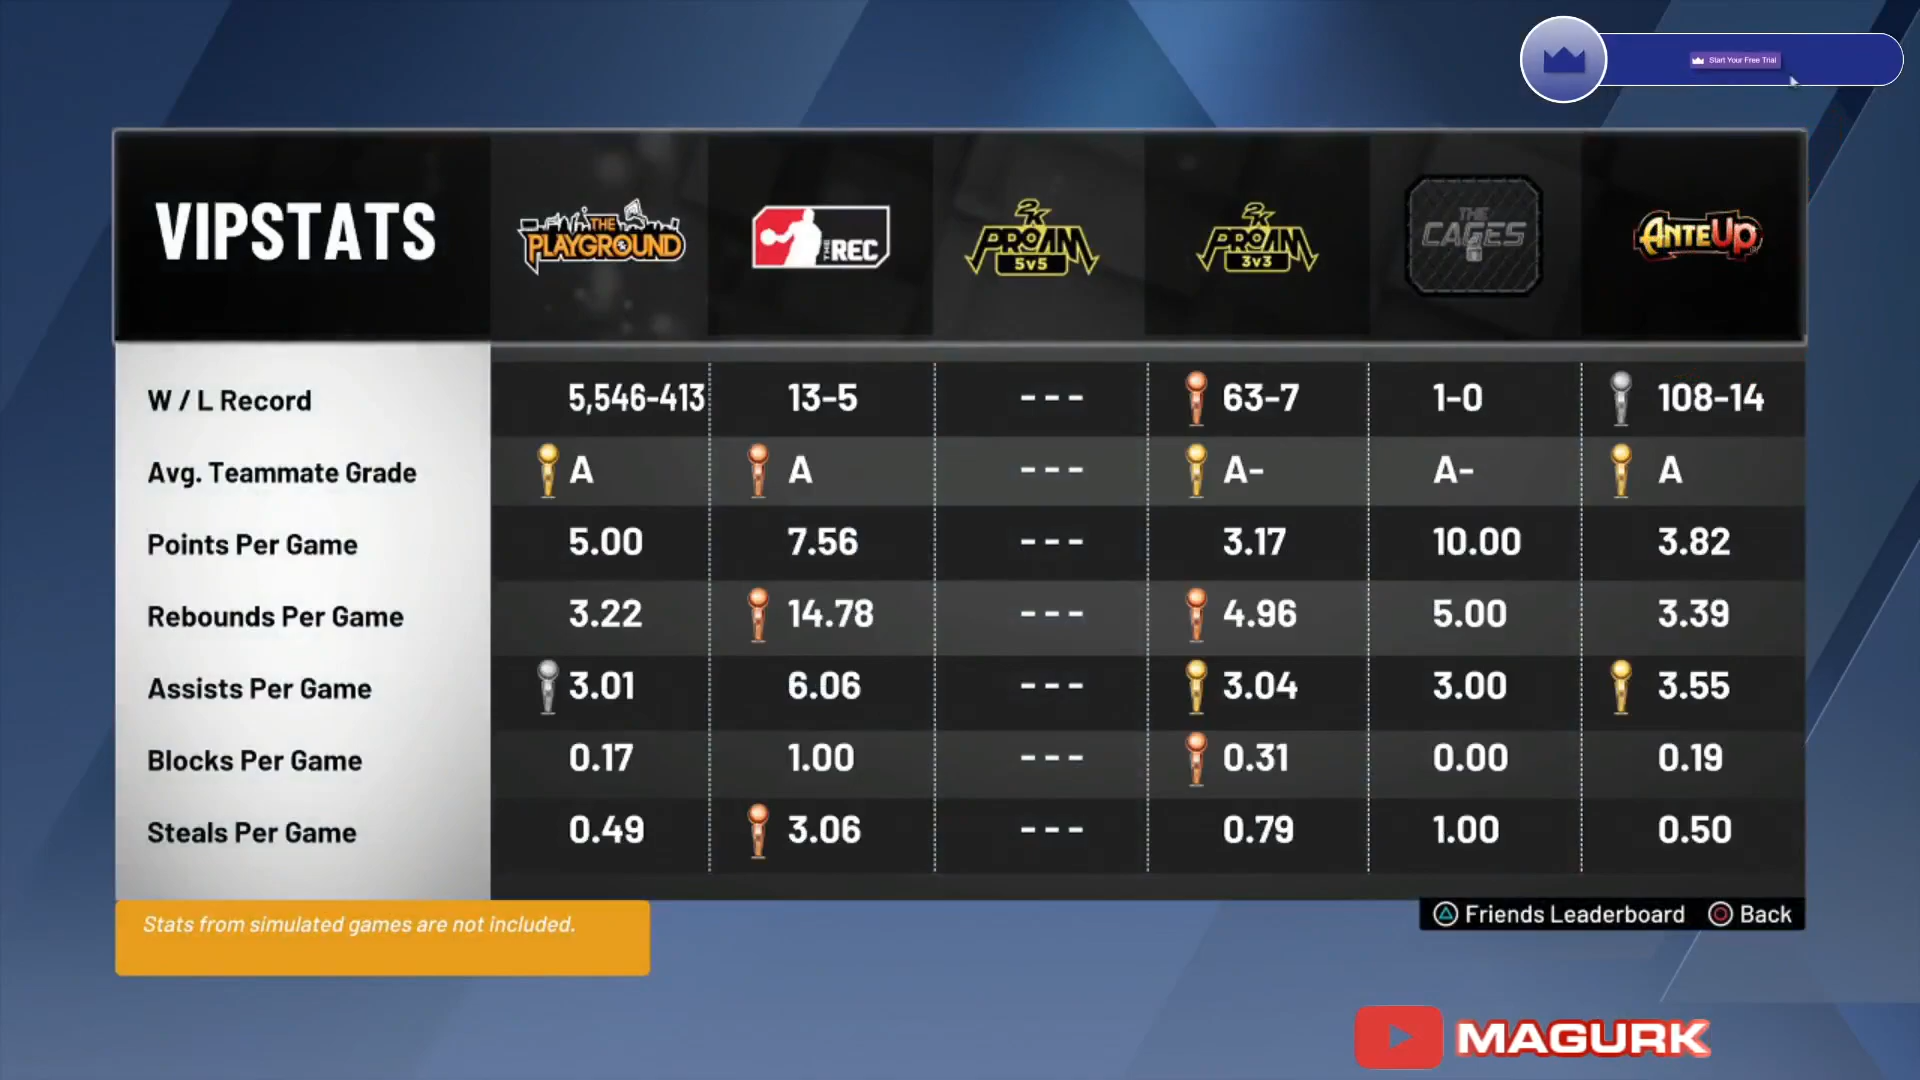 Start Your Free Trial
VIPSTATS
THE PLAYGROUND
THE REC
2K PROAM 5v5
2K PROAM 3v3
THE CAGES
ANTE UP
W / L Record 5,546-413 13-5 --- 63-7 1-0 108-14
Avg. Teammate Grade A A --- A- A- A
Points Per Game 5.00 7.56 --- 3.17 10.00 3.82
Rebounds Per Game 3.22 14.78 --- 4.96 5.00 3.39
Assists Per Game 3.01 6.06 --- 3.04 3.00 3.55
Blocks Per Game 0.17 1.00 --- 0.31 0.00 0.19
Steals Per Game 0.49 3.06 --- 0.79 1.00 0.50
Stats from simulated games are not included.
Friends Leaderboard Back
MAGURK